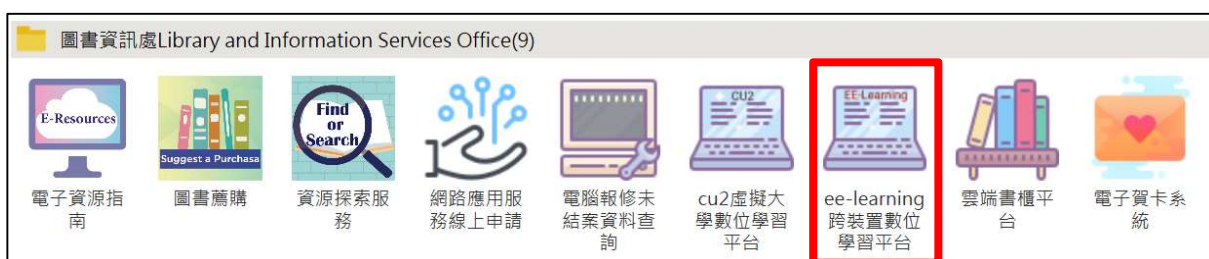 圖書資訊處Library and Information Services Office(9)
E-Resources
電子資源指
南
Suggest a Purchasa
圖書薦購
Find
or
Search
資源探索服
務
網路應用服
務線上申請
電腦報修未
結案資料查
詢
CU2
cu2虛擬大
學數位學習
平台
EE-Learning
ee-learning
跨裝置數位
學習平台
雲端書櫃平
台
電子賀卡系
統